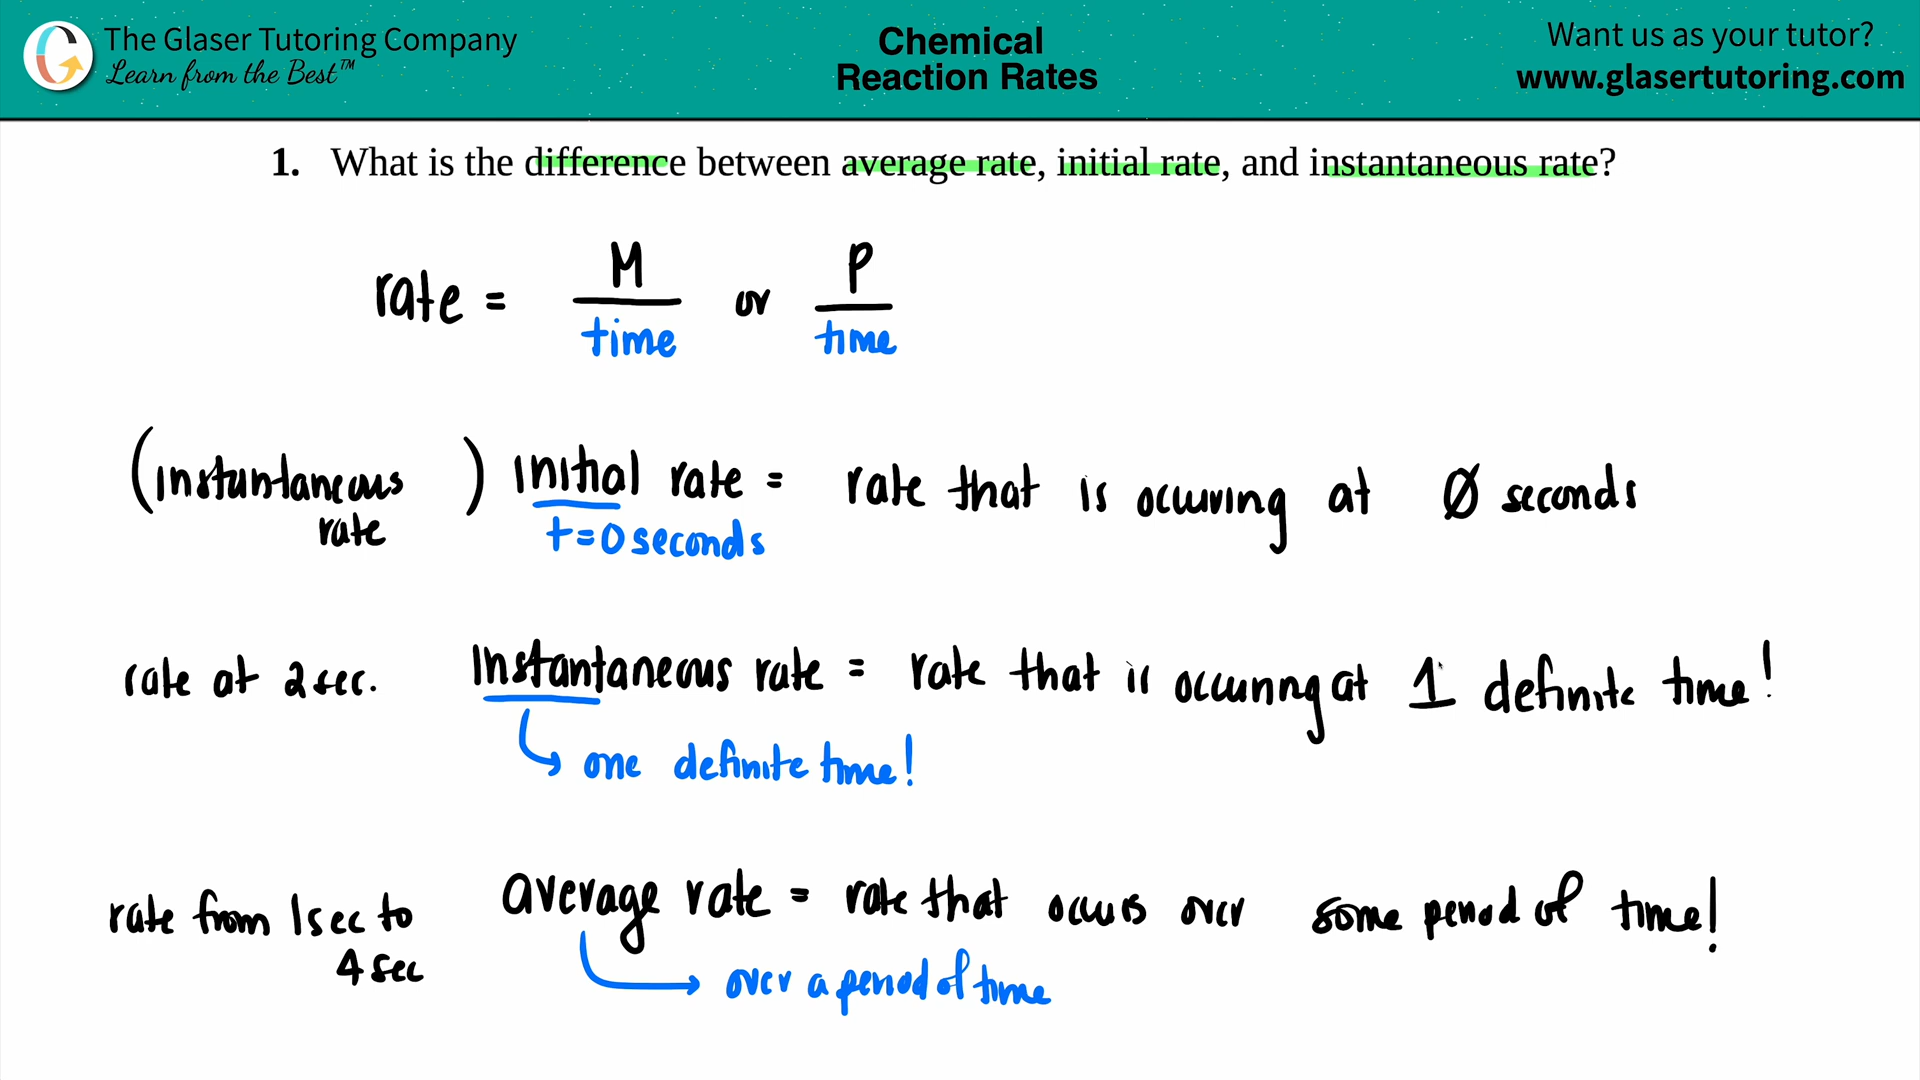 The Glaser Tutoring Company
Learn from the Best™
Chemical
Reaction Rates
Want us as your tutor?
www.glasertutoring.com
1. What is the difference between average rate, initial rate, and instantaneous rate?
rate = M/time or P/time
(instantaneous rate) initial rate = rate that is occuring at Ø seconds
t=0 seconds
rate at 2 sec. instantaneous rate = rate that is occuring at 1 definite time!
one definite time!
rate from 1 sec to 4 sec average rate = rate that occurs over some period of time!
over a period of time